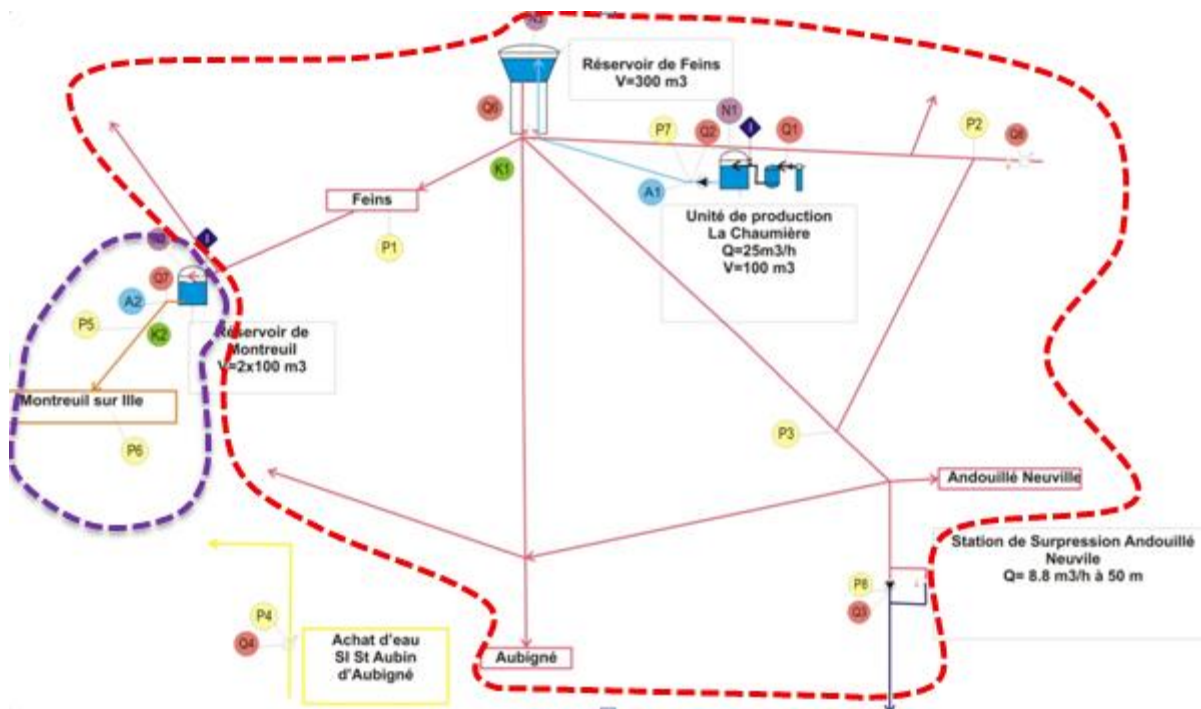 Réservoir de Feins
V=300 m3
Q6
N1
P7
Q2
Q1
P2
Q8
K1
A1
Feins
P1
Unité de production
La Chaumière
Q=25m3/h
V=100 m3
Q7
A2
P5
K2
Réservoir de
Montreuil
V=2x100 m3
Montreuil sur Ille
P6
P3
Andouillé Neuville
Station de Surpression Andouillé
Neuvile
Q= 8.8 m3/h à 50 m
P8
Q3
P4
Q4
Achat d'eau
SI St Aubin
d'Aubigné
Aubigné